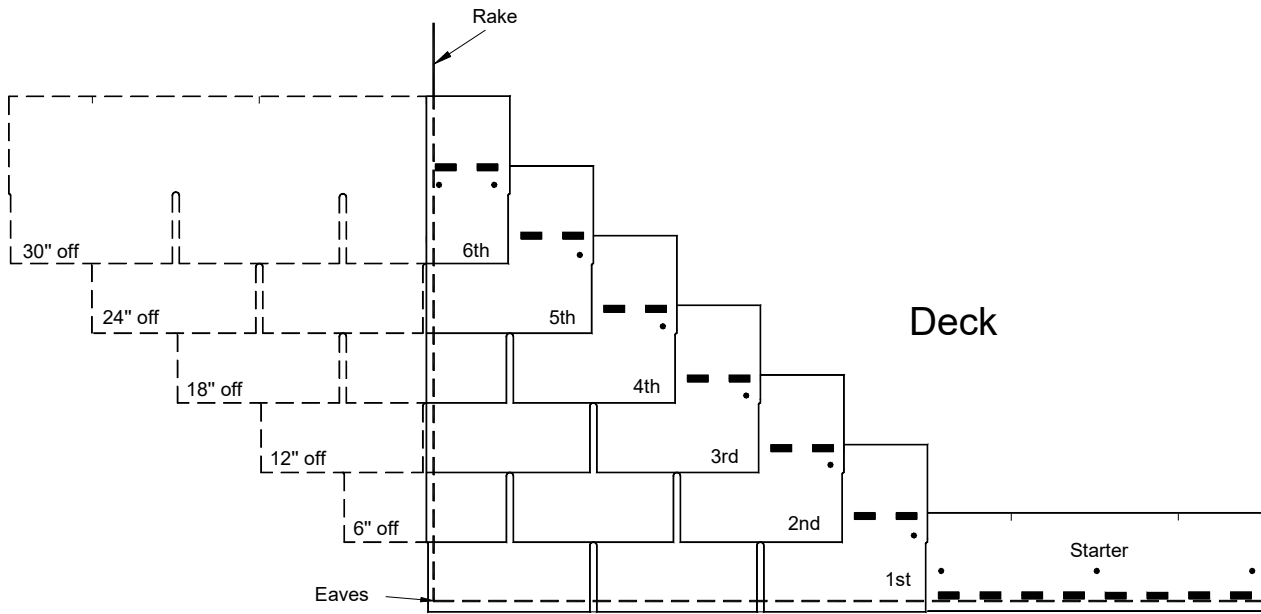 Rake
30" off
6th
24" off
5th
Deck
18" off
4th
12" off
3rd
6" off
2nd
Starter
1st
Eaves